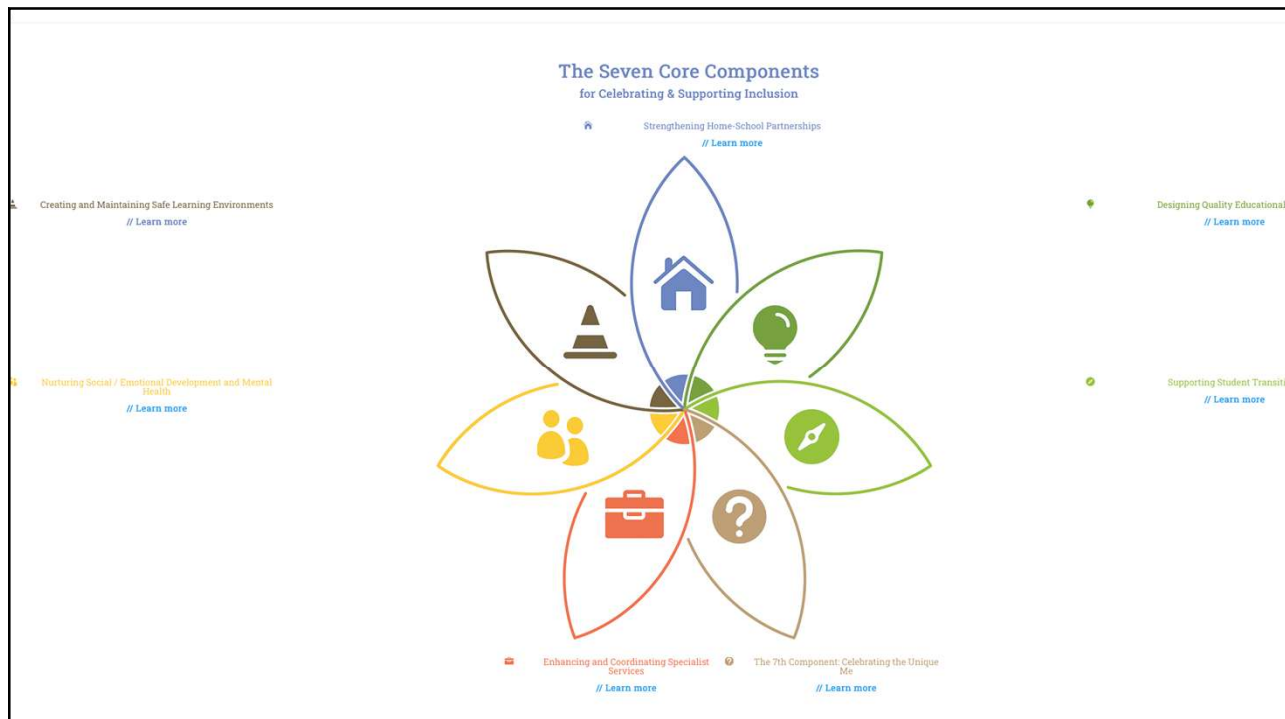 The Seven Core Components
for Celebrating & Supporting Inclusion
Strengthening Home-School Partnerships
// Learn more
Creating and Maintaining Safe Learning Environments
// Learn more
Designing Quality Educational
// Learn more
Nurturing Social / Emotional Development and Mental
Health
// Learn more
Supporting Student
// Learn more
Enhancing and Coordinating Specialist
Services
// Learn more
The 7th Component: Celebrating the Unique
Me
// Learn more
?